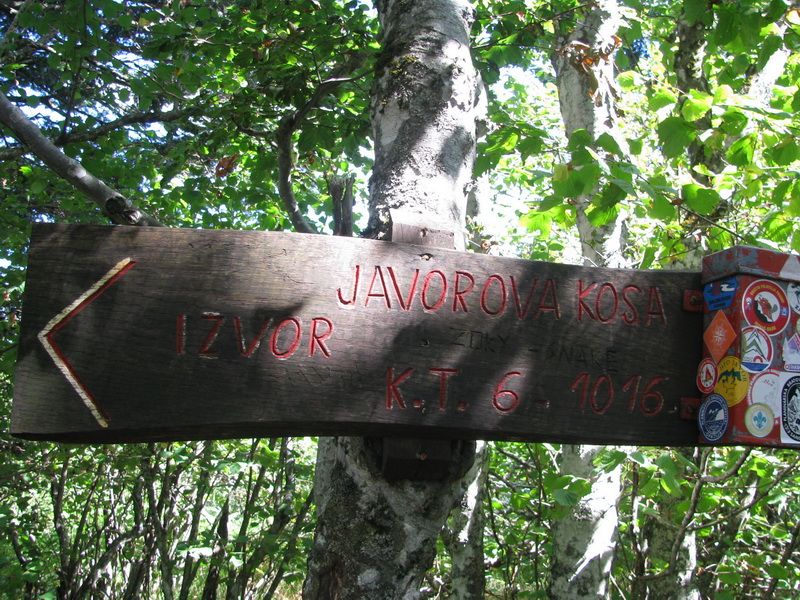 JAVOROVA KOSA
IZVOR
K.T. 6 - 1016